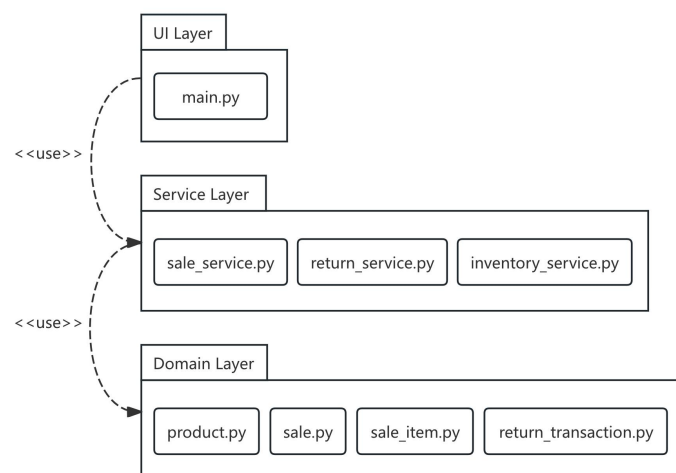 UI Layer
main.py
<<use>>
Service Layer
sale_service.py
return_service.py
inventory_service.py
<<use>>
Domain Layer
product.py
sale.py
sale_item.py
return_transaction.py